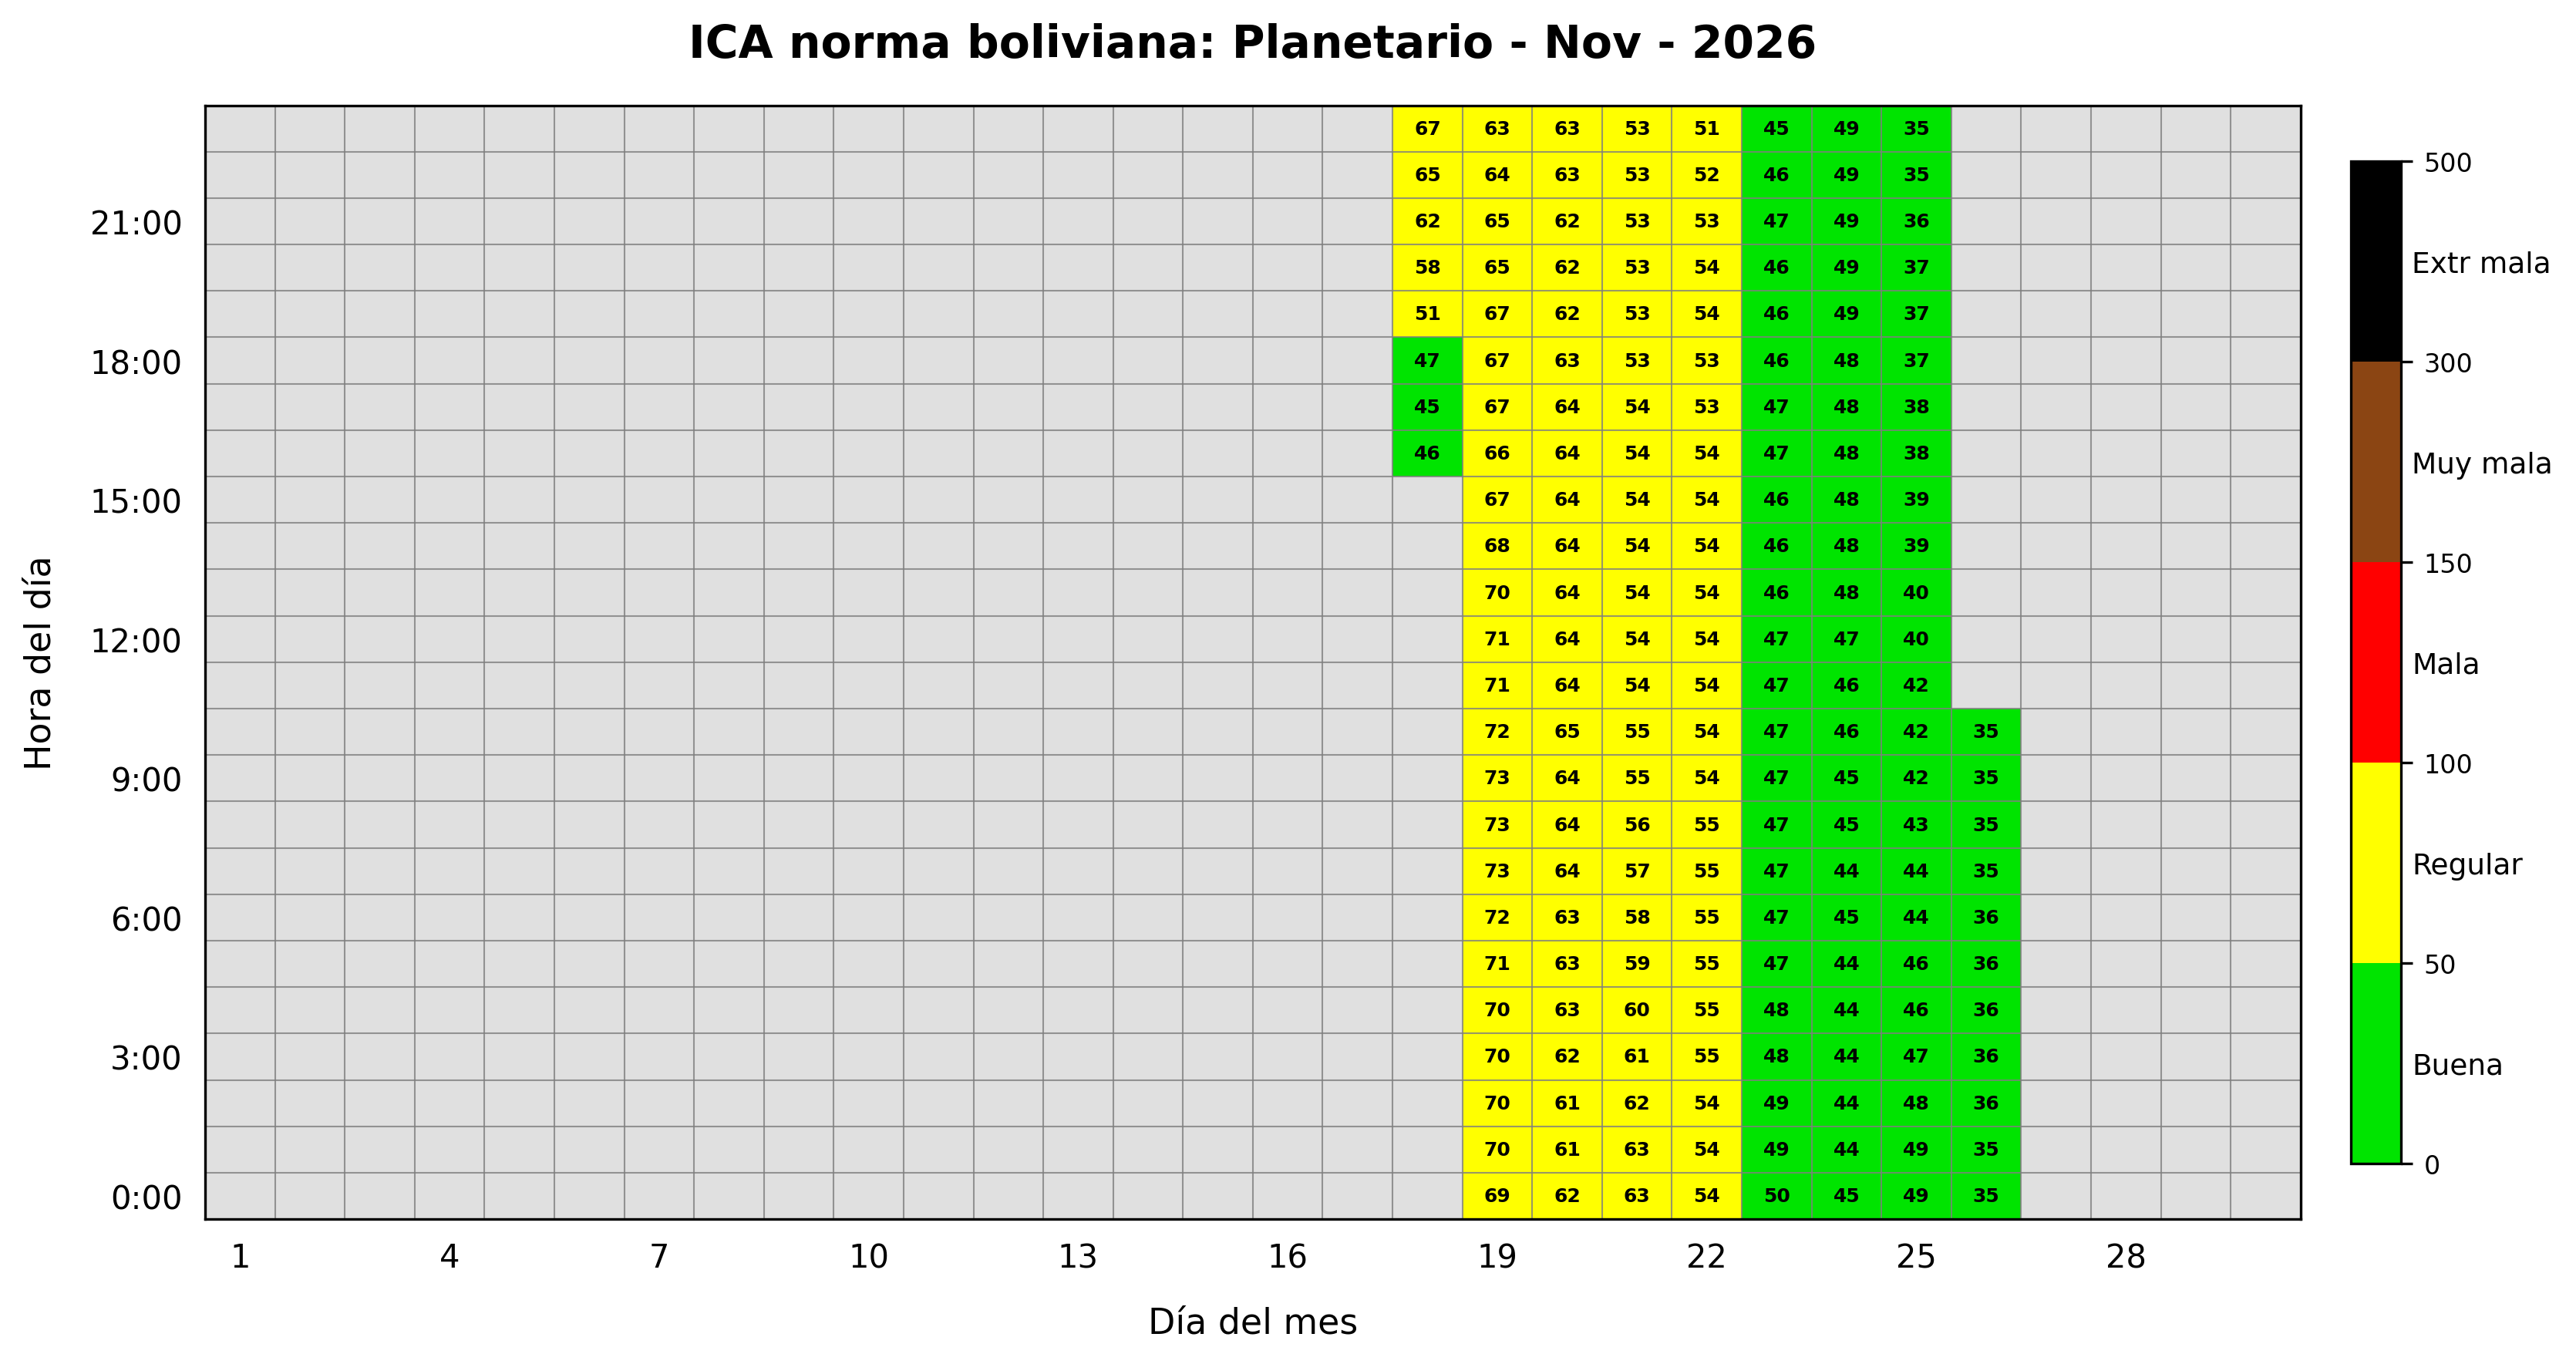 ICA norma boliviana: Planetario - Nov - 2026
67 63 63 53 51 45 49 35
65 64 63 53 52 46 49 35
21:00 62 65 62 53 53 47 49 36
58 65 62 53 54 46 49 37
51 67 62 53 54 46 49 37
18:00 47 67 63 53 53 46 48 37
45 67 64 54 53 47 48 38
46 66 64 54 54 47 48 38
15:00 67 64 54 54 46 48 39
68 64 54 54 46 48 39
70 64 54 54 46 48 40
12:00 71 64 54 54 47 47 40
71 64 54 54 47 46 42
72 65 55 54 47 46 42 35
9:00 73 64 55 54 47 45 42 35
73 64 56 55 47 45 43 35
73 64 57 55 47 44 44 35
6:00 72 63 58 55 47 45 44 36
71 63 59 55 47 44 46 36
70 63 60 55 48 44 46 36
3:00 70 62 61 55 48 44 47 36
70 61 62 54 49 44 48 36
70 61 63 54 49 44 49 35
0:00 69 62 63 54 50 45 49 35
1 4 7 10 13 16 19 22 25 28
Día del mes
Hora del día
500
Extr mala
300
Muy mala
150
Mala
100
Regular
50
Buena
0